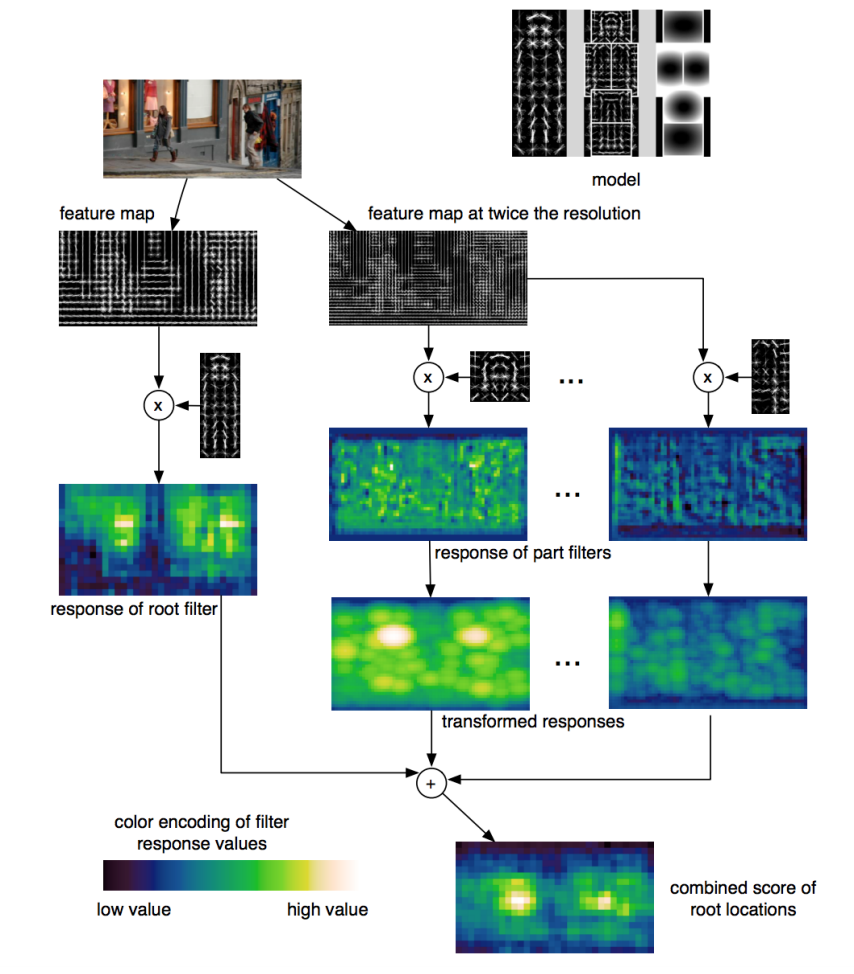 model
feature map
feature map at twice the resolution
x
x
...
x
...
response of part filters
response of root filter
...
transformed responses
+
color encoding of filter
response values
low value
high value
combined score of
root locations